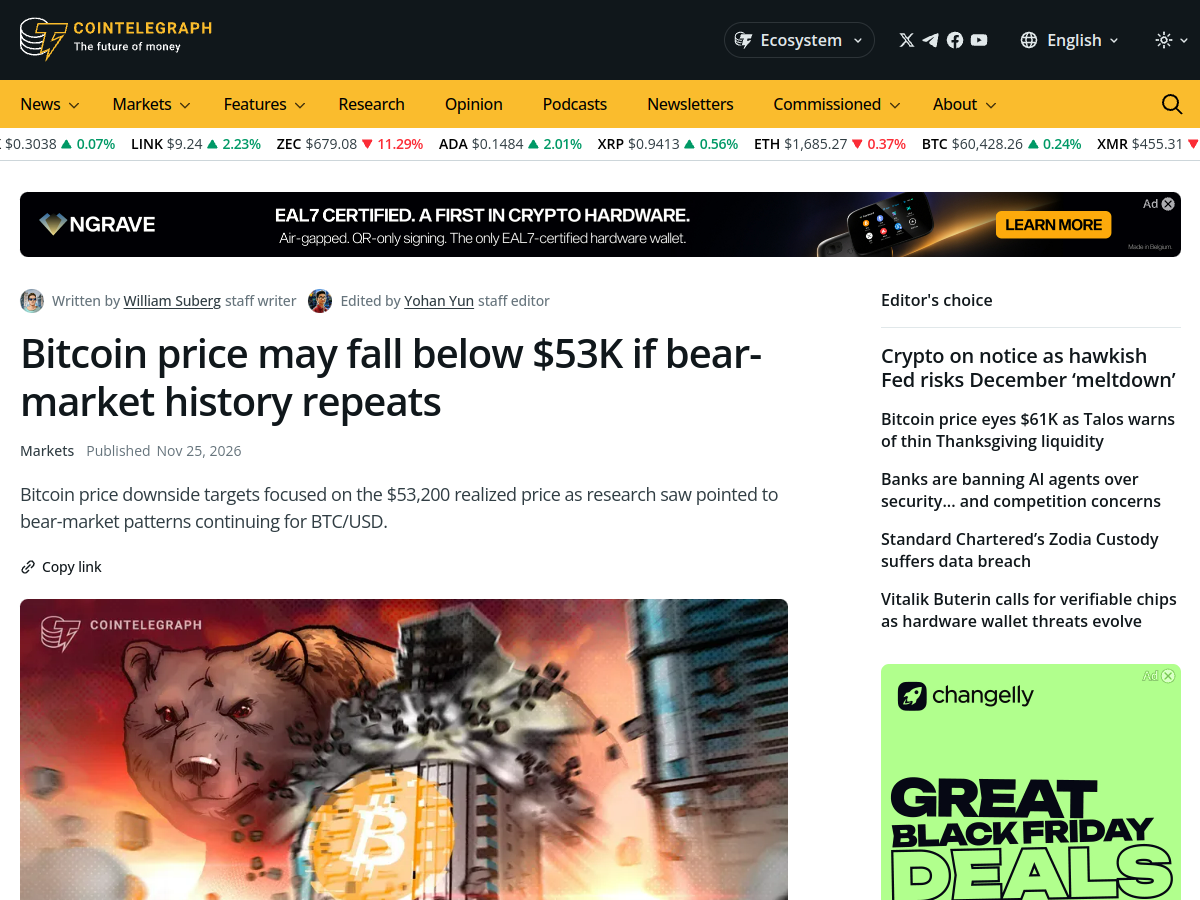 COINTELEGRAPH
The future of money
Ecosystem
English
News
Markets
Features
Research
Opinion
Podcasts
Newsletters
Commissioned
About
$0.3038 ▲ 0.07% LINK $9.24 ▲ 2.23% ZEC $679.08 ▼ 11.29% ADA $0.1484 ▲ 2.01% XRP $0.9413 ▲ 0.56% ETH $1,685.27 ▼ 0.37% BTC $60,428.26 ▲ 0.24% XMR $455.31 ▼
NGRAVE
EAL7 CERTIFIED. A FIRST IN CRYPTO HARDWARE.
Air-gapped. QR-only signing. The only EAL7-certified hardware wallet.
LEARN MORE
Ad
Made in Belgium.
Written by William Suberg staff writer
Edited by Yohan Yun staff editor
Bitcoin price may fall below $53K if bear-
market history repeats
Markets Published Nov 25, 2026
Bitcoin price downside targets focused on the $53,200 realized price as research saw pointed to
bear-market patterns continuing for BTC/USD.
Copy link
COINTELEGRAPH
Editor's choice
Crypto on notice as hawkish
Fed risks December ‘meltdown’
Bitcoin price eyes $61K as Talos warns
of thin Thanksgiving liquidity
Banks are banning AI agents over
security... and competition concerns
Standard Chartered’s Zodia Custody
suffers data breach
Vitalik Buterin calls for verifiable chips
as hardware wallet threats evolve
Ad
changelly
GREAT
BLACK FRIDAY
DEALS